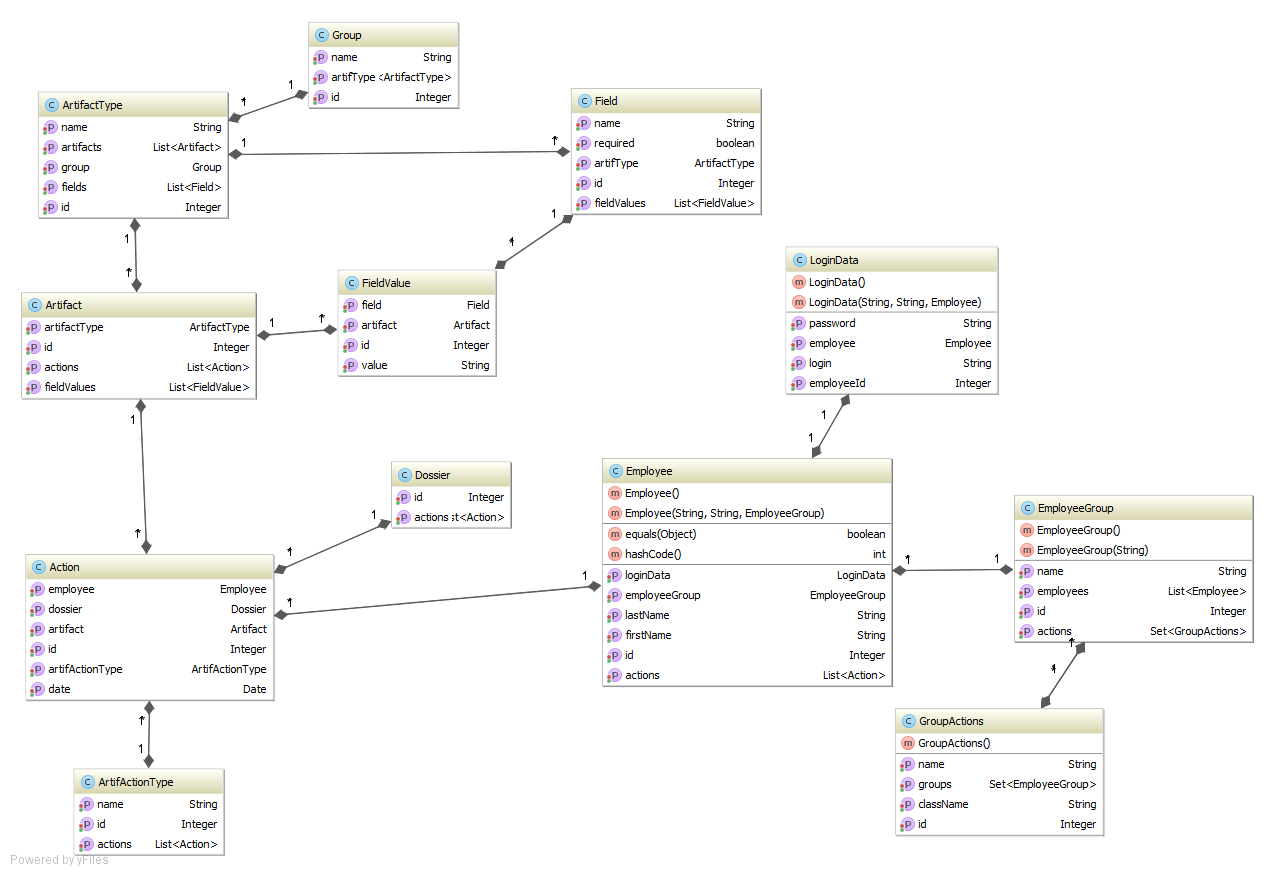 C Group
P name String
P artifType <ArtifactType>
P id Integer
1
*
C ArtifactType
P name String
P artifacts List<Artifact>
P group Group
P fields List<Field>
P id Integer
1
*
C Field
P name String
P required boolean
P artifType ArtifactType
P id Integer
P fieldValues List<FieldValue>
1
*
1
*
C FieldValue
P field Field
P artifact Artifact
P id Integer
P value String
C Artifact
P artifactType ArtifactType
P id Integer
P actions List<Action>
P fieldValues List<FieldValue>
1
*
1
*
C LoginData
m LoginData()
m LoginData(String, String, Employee)
P password String
P employee Employee
P login String
P employeeId Integer
1
1
C Dossier
P id Integer
P actions st<Action>
1
*
C Employee
m Employee()
m Employee(String, String, EmployeeGroup)
m equals(Object) boolean
m hashCode() int
P loginData LoginData
P employeeGroup EmployeeGroup
P lastName String
P firstName String
P id Integer
P actions List<Action>
*
1
C EmployeeGroup
m EmployeeGroup()
m EmployeeGroup(String)
P name String
P employees List<Employee>
P id Integer
P actions Set<GroupActions>
*
*
C Action
P employee Employee
P dossier Dossier
P artifact Artifact
P id Integer
P artifActionType ArtifActionType
P date Date
1
*
*
1
C GroupActions
m GroupActions()
P name String
P groups Set<EmployeeGroup>
P className String
P id Integer
C ArtifActionType
P name String
P id Integer
P actions List<Action>
Powered by yFiles